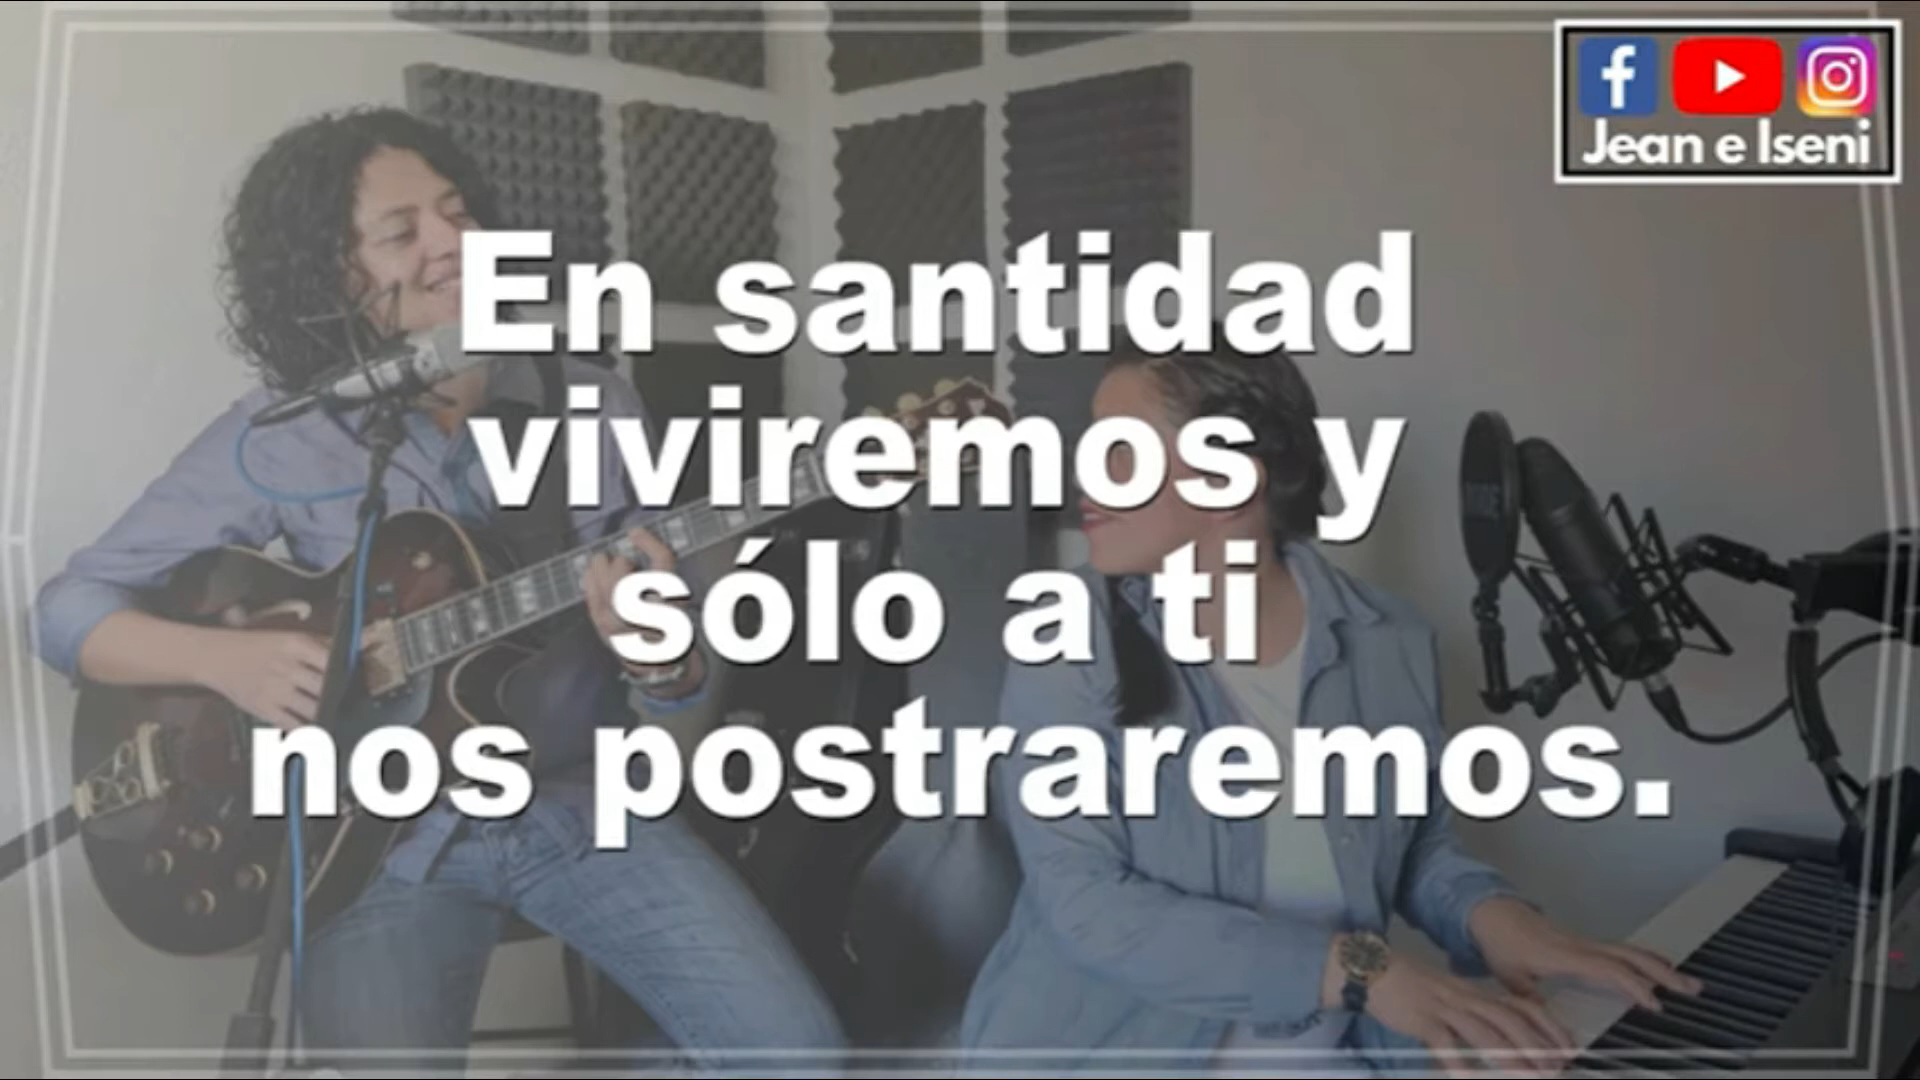 Jean e Iseni
En santidad
viviremos y
sólo a ti
nos postraremos.